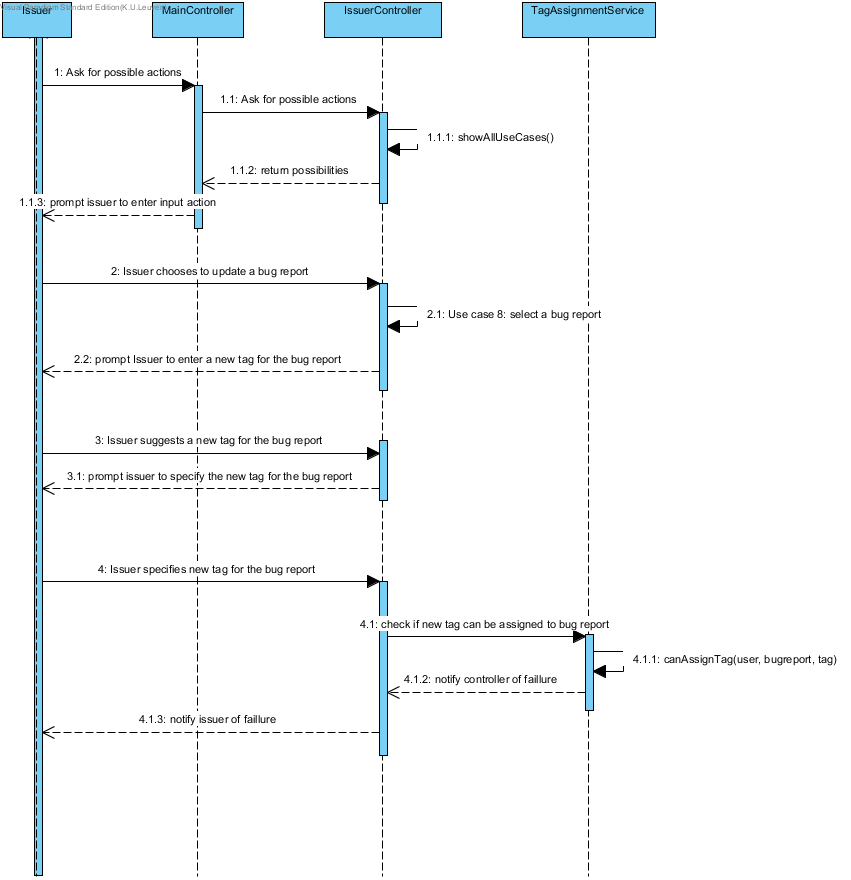 Visual Paradigm Standard Edition(K.U.Leuven)
Issuer
MainController
IssuerController
TagAssignmentService
1: Ask for possible actions
1.1: Ask for possible actions
1.1.1: showAllUseCases()
1.1.2: return possibilities
1.1.3: prompt issuer to enter input action
2: Issuer chooses to update a bug report
2.1: Use case 8: select a bug report
2.2: prompt Issuer to enter a new tag for the bug report
3: Issuer suggests a new tag for the bug report
3.1: prompt issuer to specify the new tag for the bug report
4: Issuer specifies new tag for the bug report
4.1: check if new tag can be assigned to bug report
4.1.1: canAssignTag(user, bugreport, tag)
4.1.2: notify controller of faillure
4.1.3: notify issuer of faillure